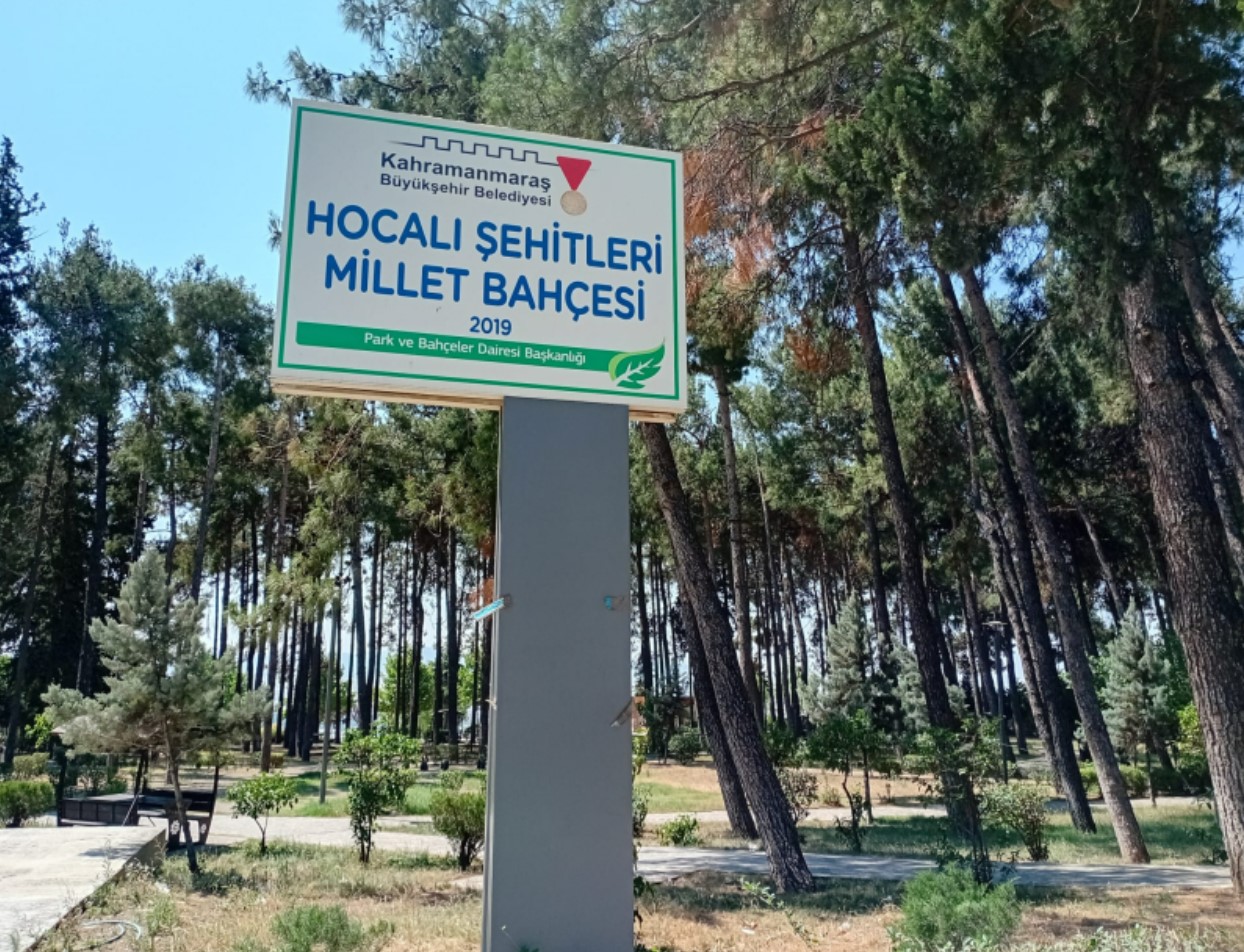 Kahramanmaraş
Büyükşehir Belediyesi
HOCALI ŞEHİTLERİ
MİLLET BAHÇESİ
2019
Park ve Bahçeler Dairesi Başkanlığı